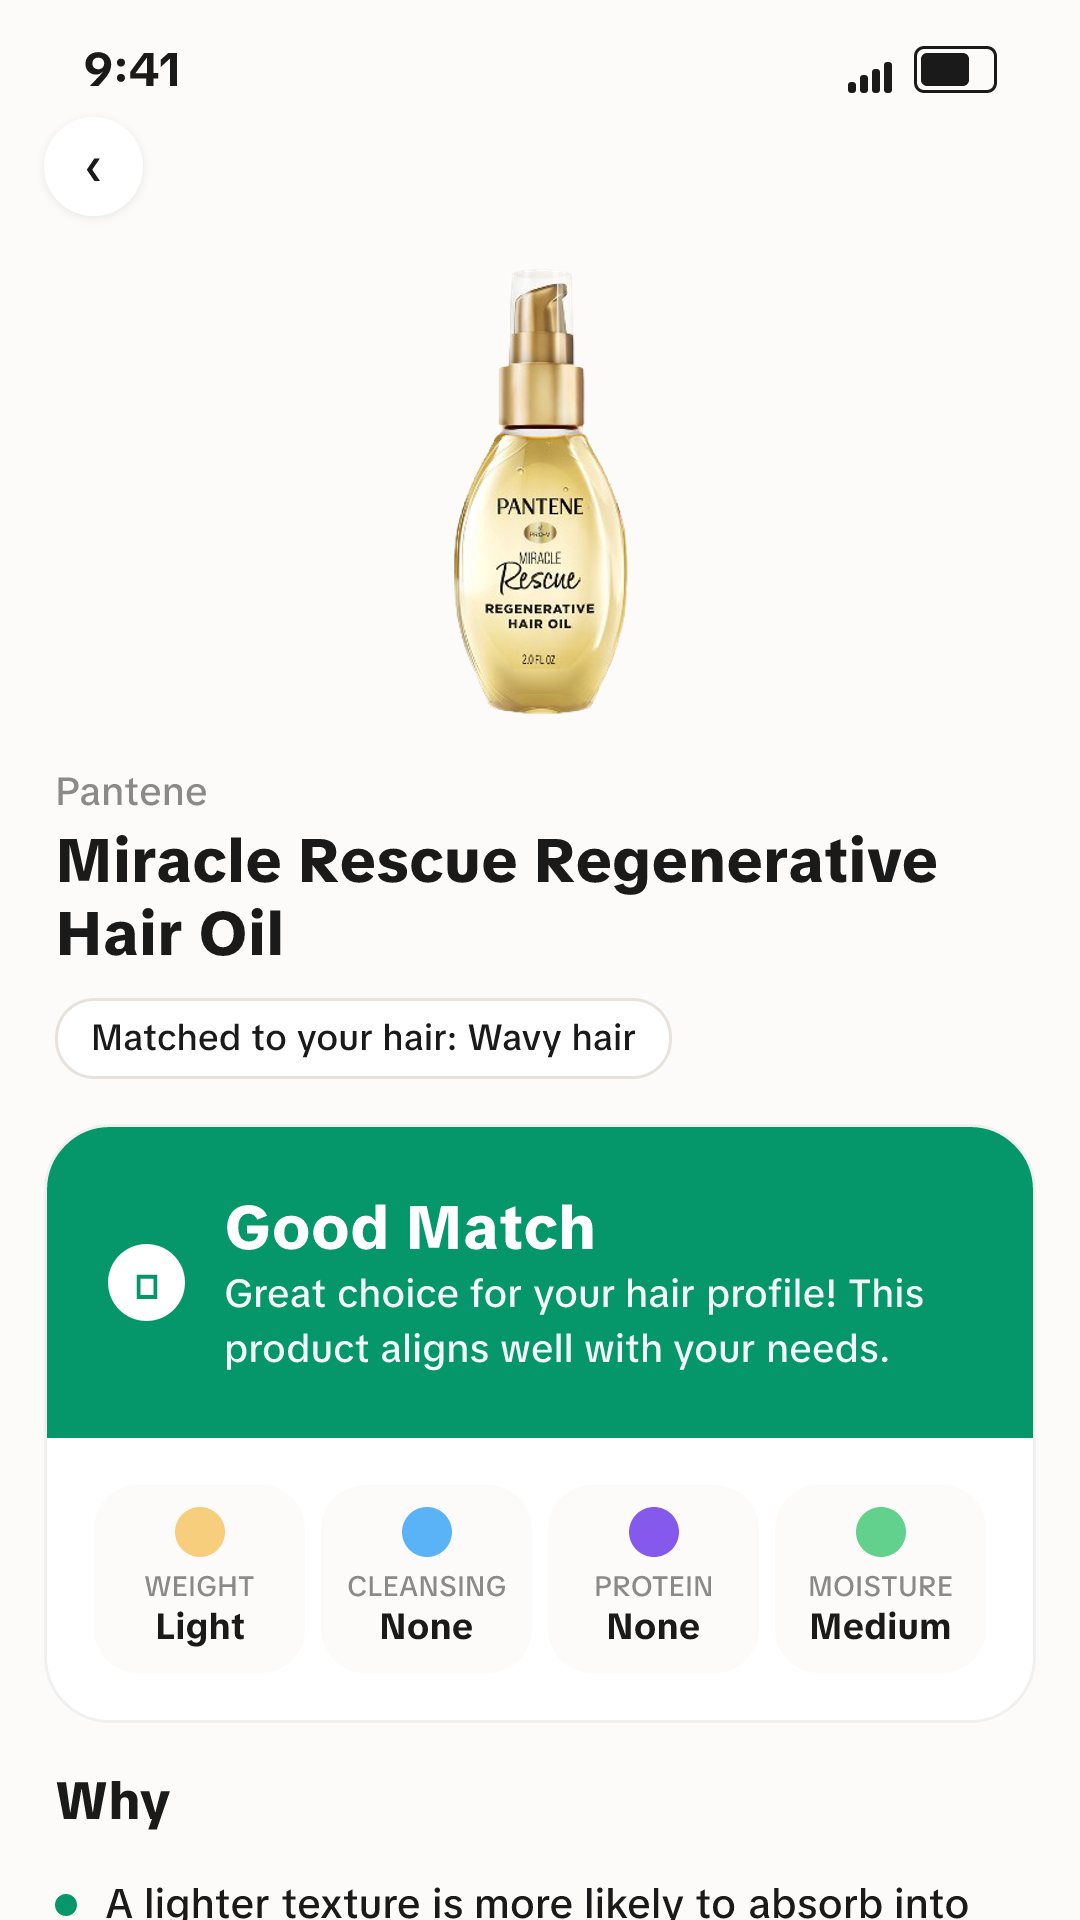 9:41
PANTENE
PRO-V
MIRACLE
Rescue
REGENERATIVE
HAIR OIL
2.0 FL OZ
Pantene
Miracle Rescue Regenerative
Hair Oil
Matched to your hair: Wavy hair
Good Match
Great choice for your hair profile! This
product aligns well with your needs.
WEIGHT
Light
CLEANSING
None
PROTEIN
None
MOISTURE
Medium
Why
A lighter texture is more likely to absorb into